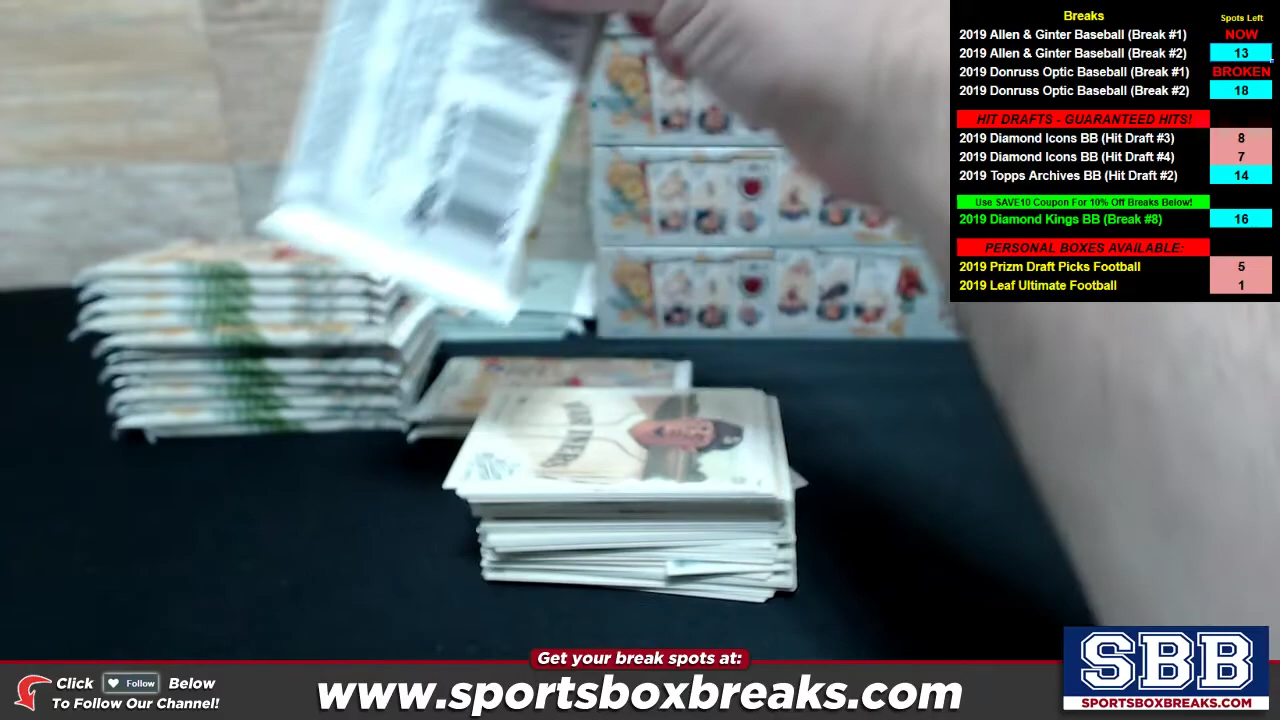 Breaks
Spots Left
2019 Allen & Ginter Baseball (Break #1) NOW
2019 Allen & Ginter Baseball (Break #2) 13
2019 Donruss Optic Baseball (Break #1) BROKEN
2019 Donruss Optic Baseball (Break #2) 18
HIT DRAFTS - GUARANTEED HITS!
2019 Diamond Icons BB (Hit Draft #3) 8
2019 Diamond Icons BB (Hit Draft #4) 7
2019 Topps Archives BB (Hit Draft #2) 14
Use SAVE10 Coupon For 10% Off Breaks Below!
2019 Diamond Kings BB (Break #8) 16
PERSONAL BOXES AVAILABLE:
2019 Prizm Draft Picks Football 5
2019 Leaf Ultimate Football 1
Get your break spots at:
Click Follow Below
To Follow Our Channel!
www.sportsboxbreaks.com
SBB
SPORTSBOXBREAKS.COM